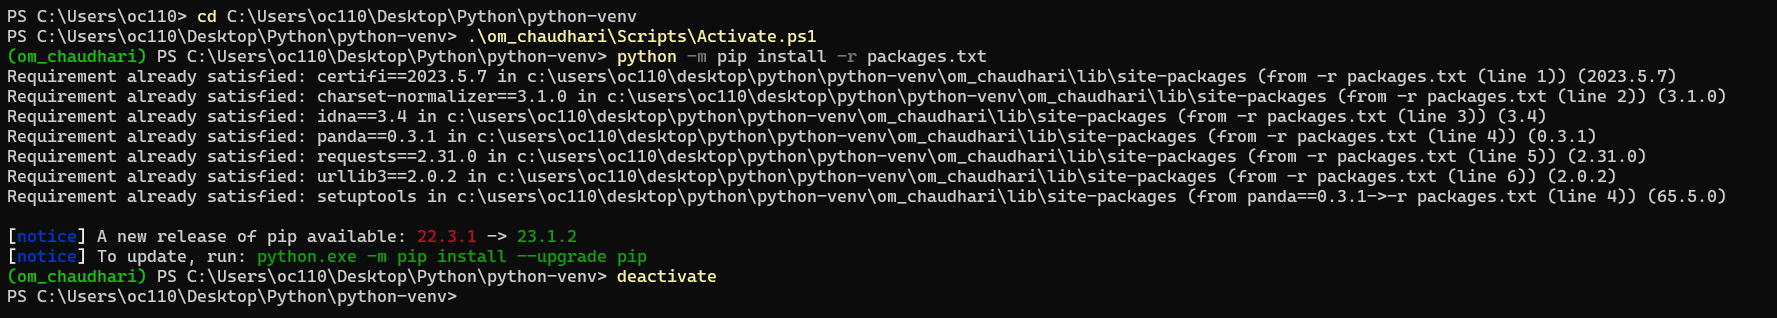 PS C:\Users\oc110> cd C:\Users\oc110\Desktop\Python\python-venv
PS C:\Users\oc110\Desktop\Python\python-venv> .\om_chaudhari\Scripts\Activate.ps1
(om_chaudhari) PS C:\Users\oc110\Desktop\Python\python-venv> python -m pip install -r packages.txt
Requirement already satisfied: certifi==2023.5.7 in c:\users\oc110\desktop\python\python-venv\om_chaudhari\lib\site-packages (from -r packages.txt (line 1)) (2023.5.7)
Requirement already satisfied: charset-normalizer==3.1.0 in c:\users\oc110\desktop\python\python-venv\om_chaudhari\lib\site-packages (from -r packages.txt (line 2)) (3.1.0)
Requirement already satisfied: idna==3.4 in c:\users\oc110\desktop\python\python-venv\om_chaudhari\lib\site-packages (from -r packages.txt (line 3)) (3.4)
Requirement already satisfied: panda==0.3.1 in c:\users\oc110\desktop\python\python-venv\om_chaudhari\lib\site-packages (from -r packages.txt (line 4)) (0.3.1)
Requirement already satisfied: requests==2.31.0 in c:\users\oc110\desktop\python\python-venv\om_chaudhari\lib\site-packages (from -r packages.txt (line 5)) (2.31.0)
Requirement already satisfied: urllib3==2.0.2 in c:\users\oc110\desktop\python\python-venv\om_chaudhari\lib\site-packages (from -r packages.txt (line 6)) (2.0.2)
Requirement already satisfied: setuptools in c:\users\oc110\desktop\python\python-venv\om_chaudhari\lib\site-packages (from panda==0.3.1->-r packages.txt (line 4)) (65.5.0)
[notice] A new release of pip available: 22.3.1 -> 23.1.2
[notice] To update, run: python.exe -m pip install --upgrade pip
(om_chaudhari) PS C:\Users\oc110\Desktop\Python\python-venv> deactivate
PS C:\Users\oc110\Desktop\Python\python-venv>